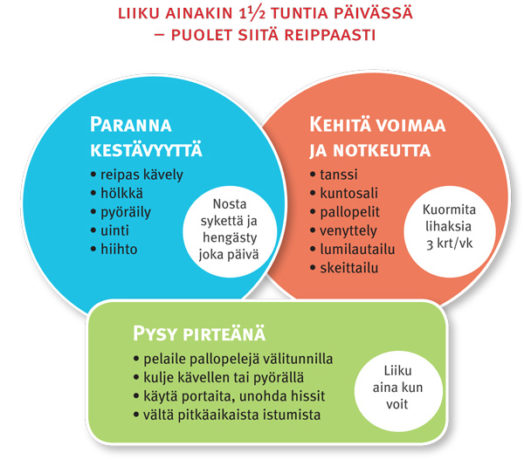 LIIKU AINAKIN 1½ TUNTIA PÄIVÄSSÄ
– PUOLET SIITÄ REIPPAASTI
PARANNA
KESTÄVYYTTÄ
• reipas kävely
• hölkkä
• pyöräily
• uinti
• hiihto
Nosta
sykettä ja
hengästy
joka päivä
KEHITÄ VOIMAA
JA NOTKEUTTA
• tanssi
• kuntosali
• pallopelit
• venyttely
• lumilautailu
• skeittailu
Kuormita
lihaksia
3 krt/vk
PYSY PIRTEÄNÄ
• pelaile pallopelejä välitunnilla
• kulje kävellen tai pyörällä
• käytä portaita, unohda hissit
• vältä pitkäaikaista istumista
Liiku
aina kun
voit